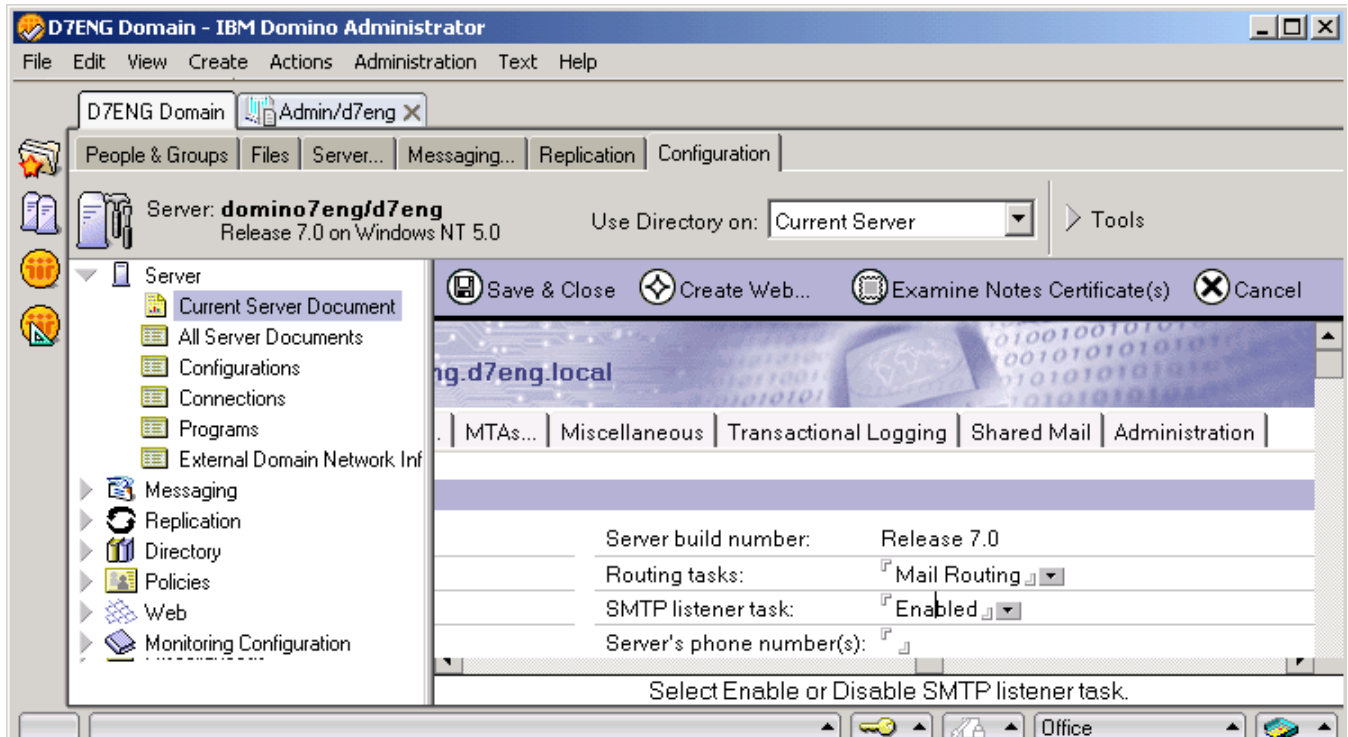 D7ENG Domain - IBM Domino Administrator
File Edit View Create Actions Administration Text Help
D7ENG Domain Admin/d7eng
People & Groups Files Server... Messaging... Replication Configuration
Server: domino7eng/d7eng
Release 7.0 on Windows NT 5.0
Use Directory on: Current Server
Tools
Server
Current Server Document
All Server Documents
Configurations
Connections
Programs
External Domain Network Inf
Messaging
Replication
Directory
Policies
Web
Monitoring Configuration
Save & Close Create Web... Examine Notes Certificate(s) Cancel
ng.d7eng.local
. MTAs... Miscellaneous Transactional Logging Shared Mail Administration
Server build number: Release 7.0
Routing tasks: Mail Routing
SMTP listener task: Enabled
Server's phone number(s):
Select Enable or Disable SMTP listener task.
Office